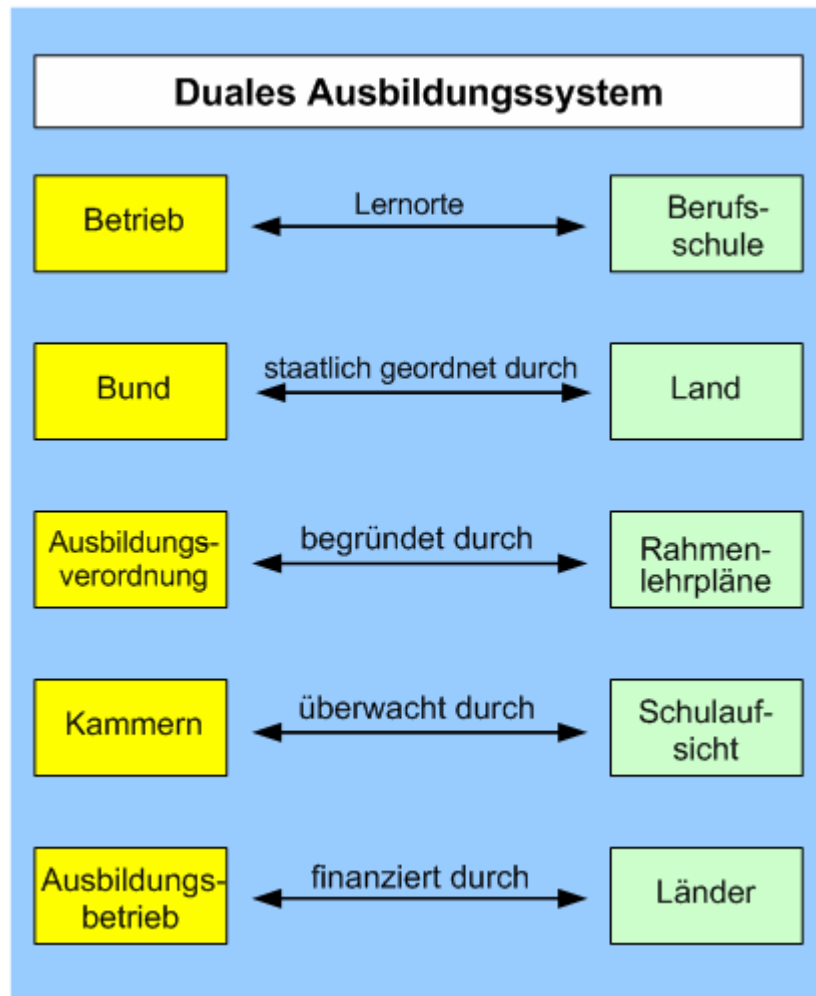 Duales Ausbildungssystem
Betrieb
Lernorte
Berufs-
schule
Bund
staatlich geordnet durch
Land
Ausbildungs-
verordnung
begründet durch
Rahmen-
lehrpläne
Kammern
überwacht durch
Schulauf-
sicht
Ausbildungs-
betrieb
finanziert durch
Länder